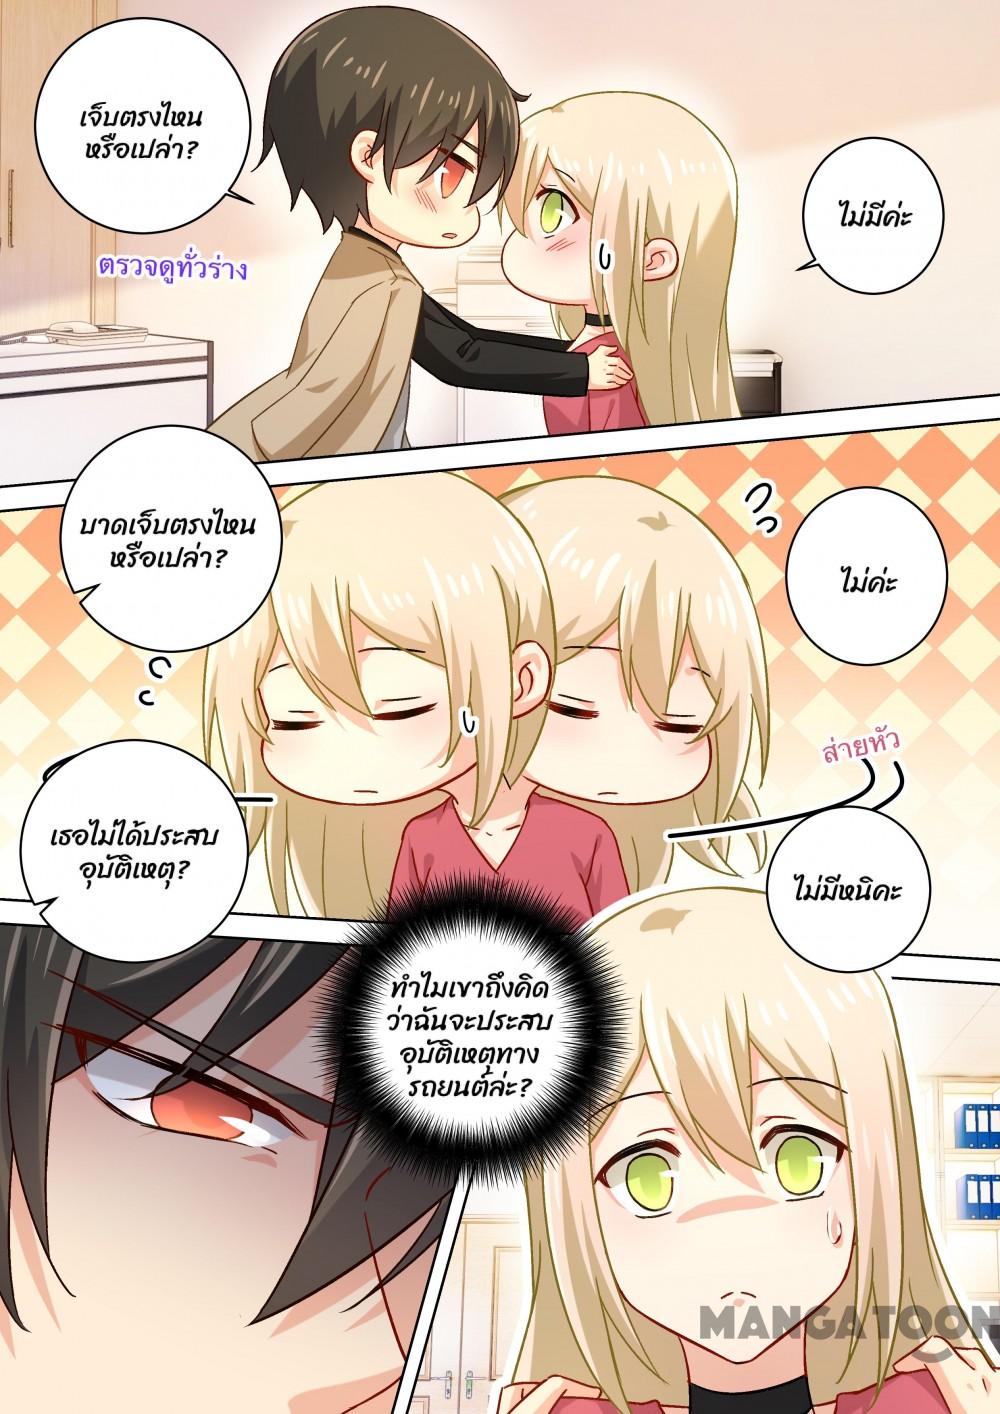 เจ็บตรงไหน
หรือเปล่า?
ตรวจดูทั่วร่าง
ไม่มีค่ะ
บาดเจ็บตรงไหน
หรือเปล่า?
ไม่ค่ะ
ส่ายหัว
เธอไม่ได้ประสบ
อุบัติเหตุ?
ไม่มีหนิคะ
ทำไมเขาถึงคิด
ว่าฉันจะประสบ
อุบัติเหตุทาง
รถยนต์ล่ะ?
MANGATOON